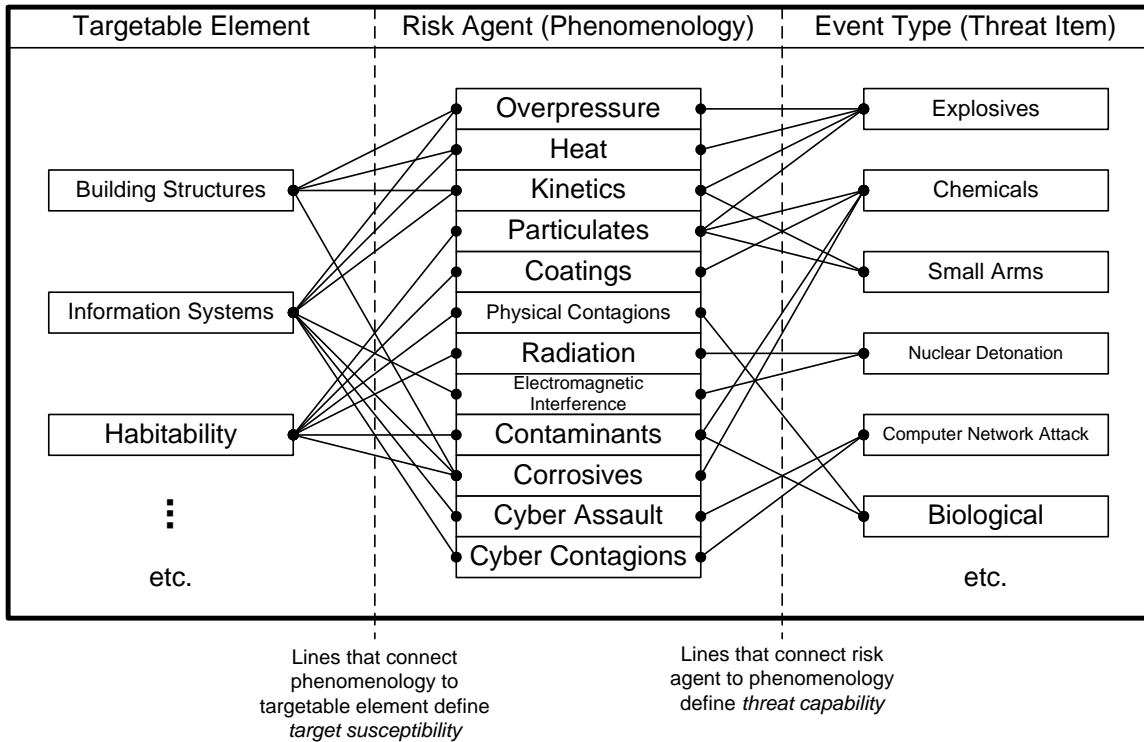 Targetable Element
Risk Agent (Phenomenology)
Event Type (Threat Item)
Building Structures
Information Systems
Habitability
⋮
etc.
Overpressure
Heat
Kinetics
Particulates
Coatings
Physical Contagions
Radiation
Electromagnetic
Interference
Contaminants
Corrosives
Cyber Assault
Cyber Contagions
Explosives
Chemicals
Small Arms
Nuclear Detonation
Computer Network Attack
Biological
etc.
Lines that connect
phenomenology to
targetable element define
target susceptibility
Lines that connect risk
agent to phenomenology
define threat capability